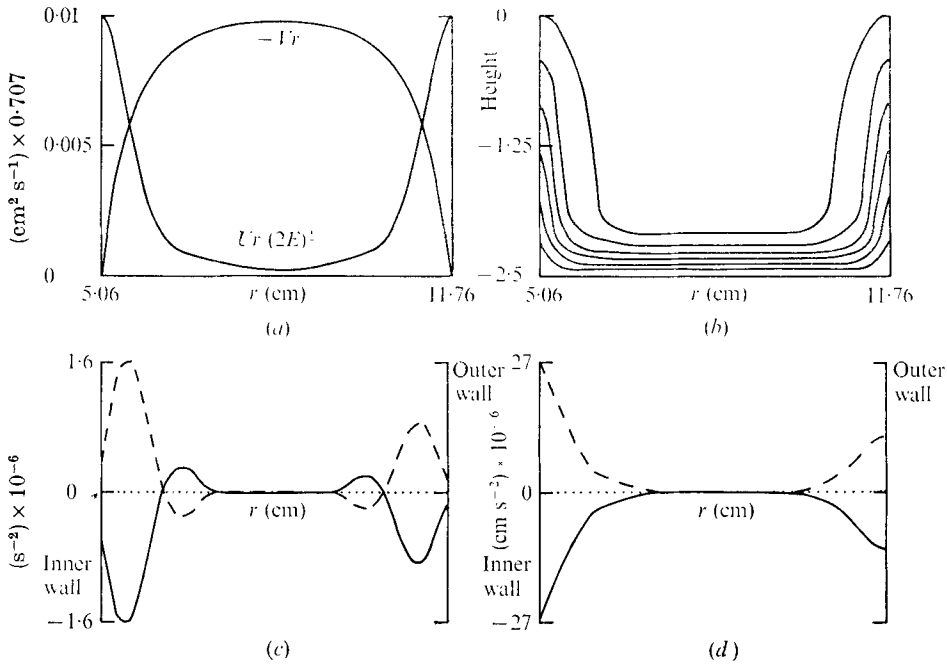 (cm² s⁻¹) × 0·707
0·01
0·005
0
−Vr
Ur (2E)½
5·06
r (cm)
11·76
(a)
Height
0
−1·25
−2·5
5·06
r (cm)
11·76
(b)
(s⁻²) × 10⁻⁶
1·6
0
−1·6
Outer
wall
r (cm)
Inner
wall
(c)
(cm s⁻²) × 10⁻⁶
27
0
−27
Outer
wall
r (cm)
Inner
wall
(d)